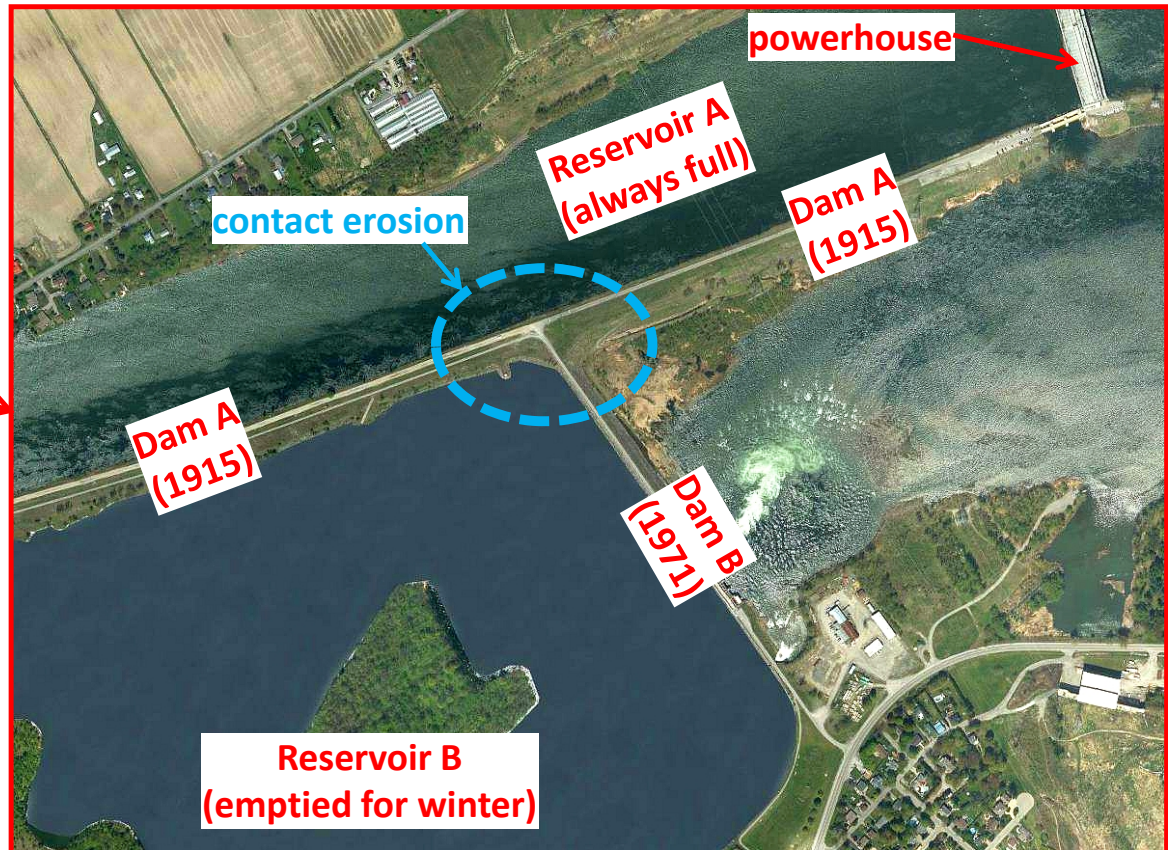 powerhouse
Reservoir A
(always full)
Dam A
(1915)
contact erosion
Dam A
(1915)
Dam B
(1971)
Reservoir B
(emptied for winter)